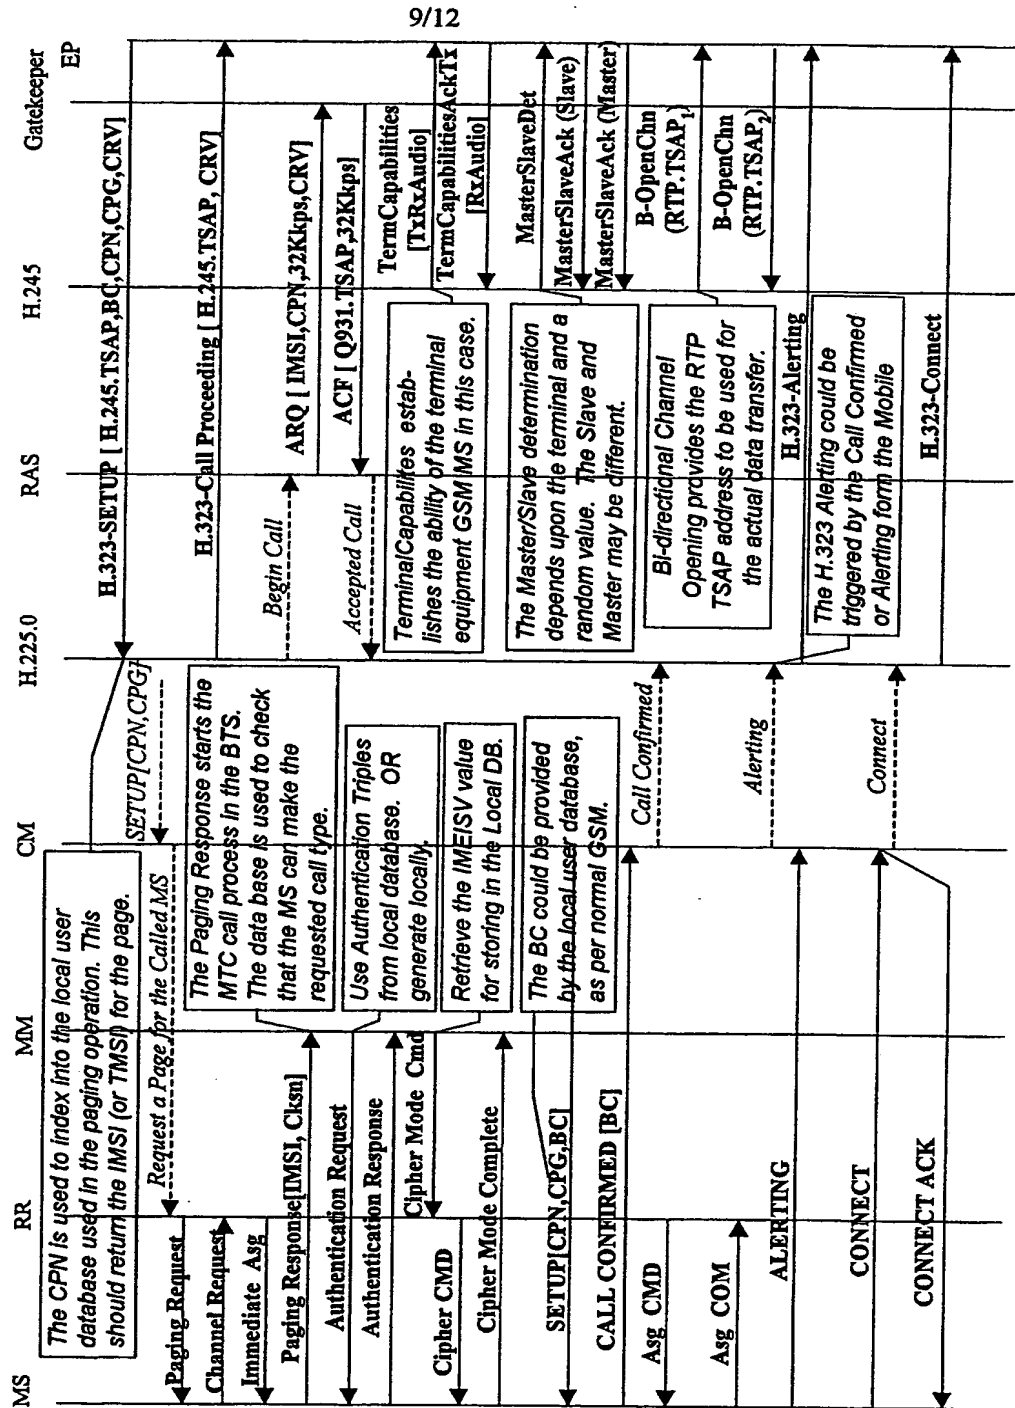 9/12
MS
RR
MM
CM
H.225.0
RAS
H.245
Gatekeeper
EP
The CPN is used to index into the local user
database used in the paging operation. This
should return the IMSI (or TMSI) for the page.
H.323-SETUP [ H.245.TSAP,BC,CPN,CPG,CRV]
SETUP[CPN,CPG]
Request a Page for the Called MS
Paging Request
Channel Request
Immediate Asg
Paging Response[IMSI, Cksn]
Authentication Request
Authentication Response
Cipher Mode Cmd
Cipher CMD
Cipher Mode Complete
SETUP[CPN,CPG,BC]
CALL CONFIRMED [BC]
Asg CMD
Asg COM
ALERTING
CONNECT
CONNECT ACK
The Paging Response starts the
MTC call process in the BTS.
The data base is used to check
that the MS can make the
requested call type.
Use Authentication Triples
from local database. OR
generate locally.
Retrieve the IMEISV value
for storing in the Local DB.
The BC could be provided
by the local user database,
as per normal GSM.
Call Confirmed
Alerting
Connect
H.323-Call Proceeding [ H.245.TSAP, CRV]
Begin Call
ARQ [ IMSI,CPN,32Kkps,CRV]
Accepted Call
ACF [ Q931.TSAP,32Kkps]
TerminalCapabilites estab-
lishes the ability of the terminal
equipment GSM MS in this case.
TermCapabilities
[TxRxAudio]
TermCapabilitiesAckTx
[RxAudio]
The Master/Slave determination
depends upon the terminal and a
random value. The Slave and
Master may be different.
MasterSlaveDet
MasterSlaveAck (Slave)
MasterSlaveAck (Master)
Bi-directional Channel
Opening provides the RTP
TSAP address to be used for
the actual data transfer.
B-OpenChn
(RTP.TSAP1)
B-OpenChn
(RTP.TSAP2)
H.323-Alerting
The H.323 Alerting could be
triggered by the Call Confirmed
or Alerting form the Mobile
H.323-Connect